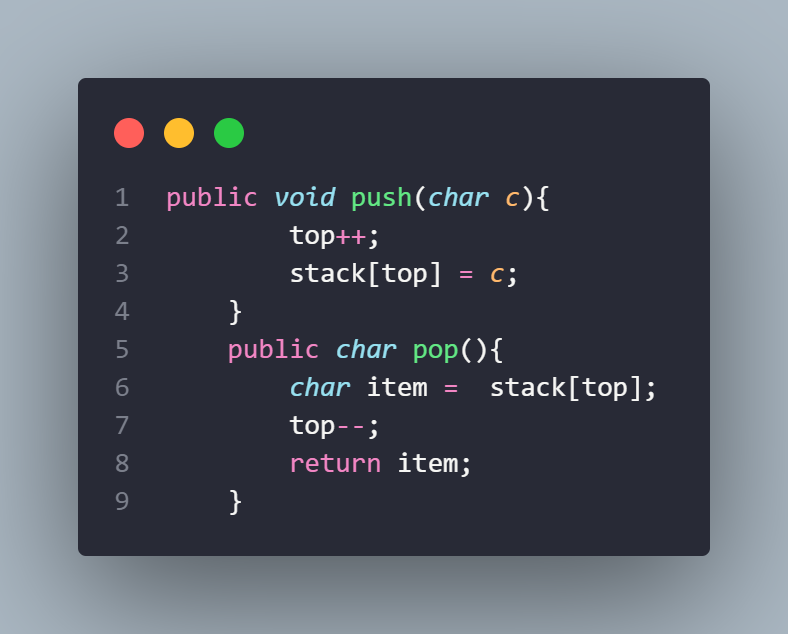 1 public void push(char c){
2         top++;
3         stack[top] = c;
4     }
5     public char pop(){
6         char item =  stack[top];
7         top--;
8         return item;
9     }